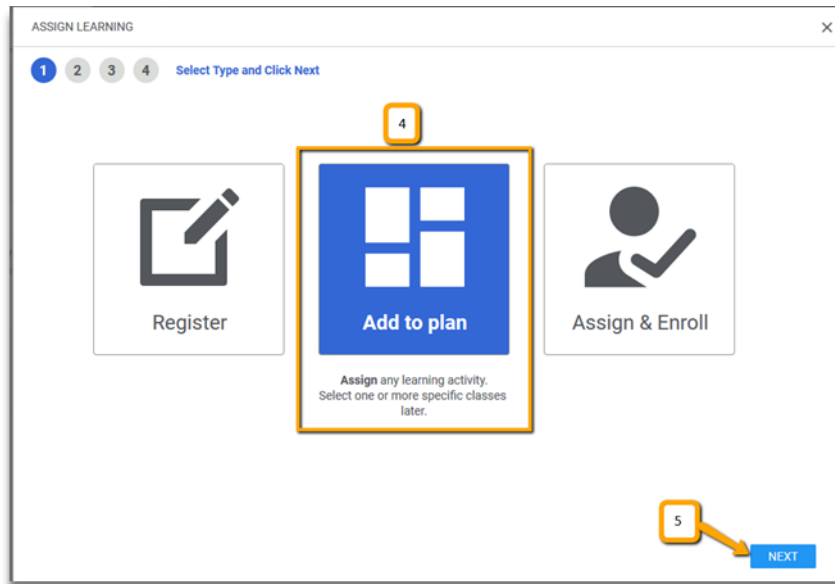 ASSIGN LEARNING
1 2 3 4 Select Type and Click Next
4
Register
Add to plan
Assign & Enroll
Assign any learning activity.
Select one or more specific classes
later.
5
NEXT